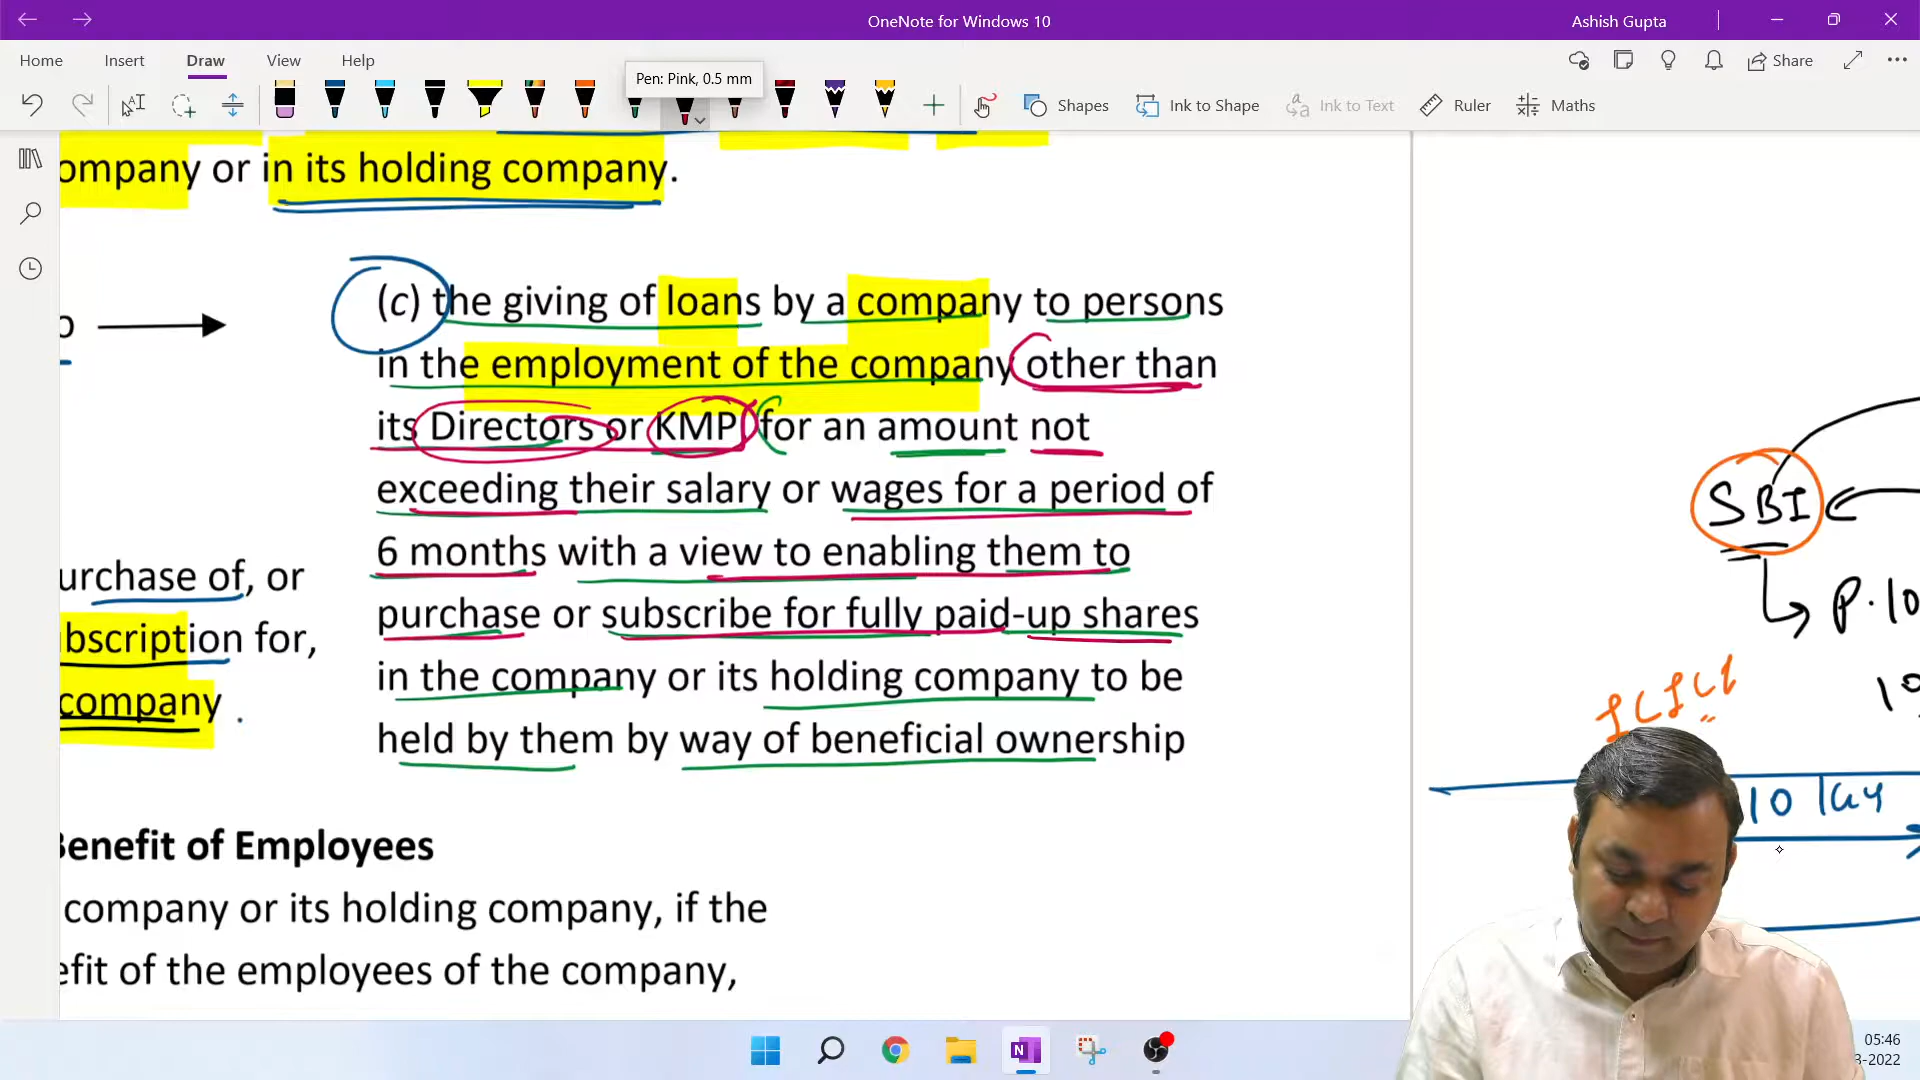 OneNote for Windows 10
Ashish Gupta
Home
Insert
Draw
View
Help
Share
Pen: Pink, 0.5 mm
Shapes
Ink to Shape
Ink to Text
Ruler
Maths
ompany or in its holding company.
(c) the giving of loans by a company to persons
in the employment of the company other than
its Directors or KMP for an amount not
exceeding their salary or wages for a period of
6 months with a view to enabling them to
purchase or subscribe for fully paid-up shares
in the company or its holding company to be
held by them by way of beneficial ownership
urchase of, or
bscription for,
company .
Benefit of Employees
company or its holding company, if the
efit of the employees of the company,
SBI
P.10
10
05:46
3-2022